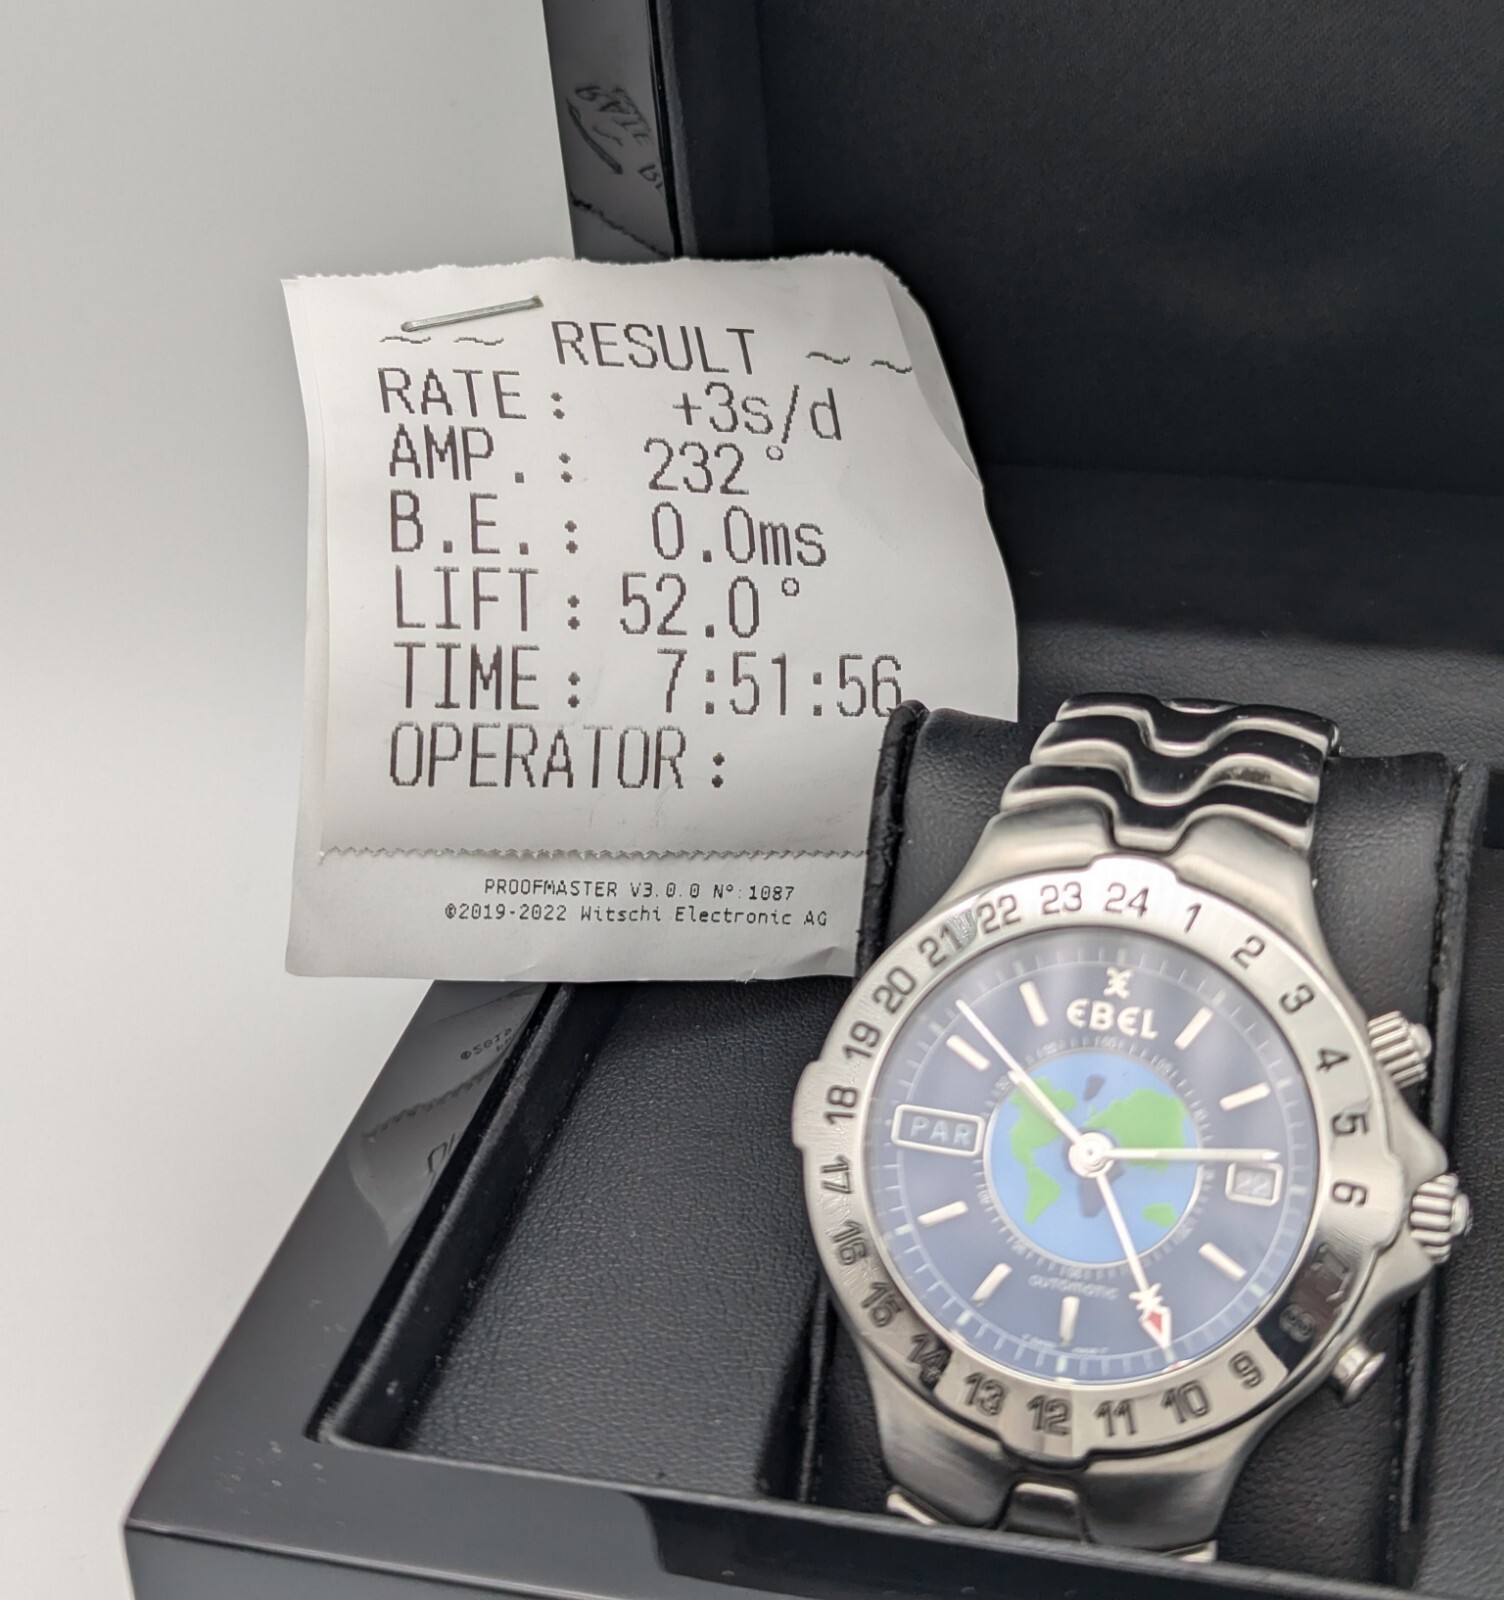 ~~ RESULT ~~
RATE: +3s/d
AMP.: 232°
B.E.: 0.0ms
LIFT: 52.0°
TIME: 7:51:56
OPERATOR:
PROOFMASTER V3.0.0 N°:1087
©2019-2022 Witschi Electronic AG
24 1 2 3 4 5 6 8 9 10 11 12 13 14 15 16 17 18 19 20 21 22 23
EBEL
PAR
automatic